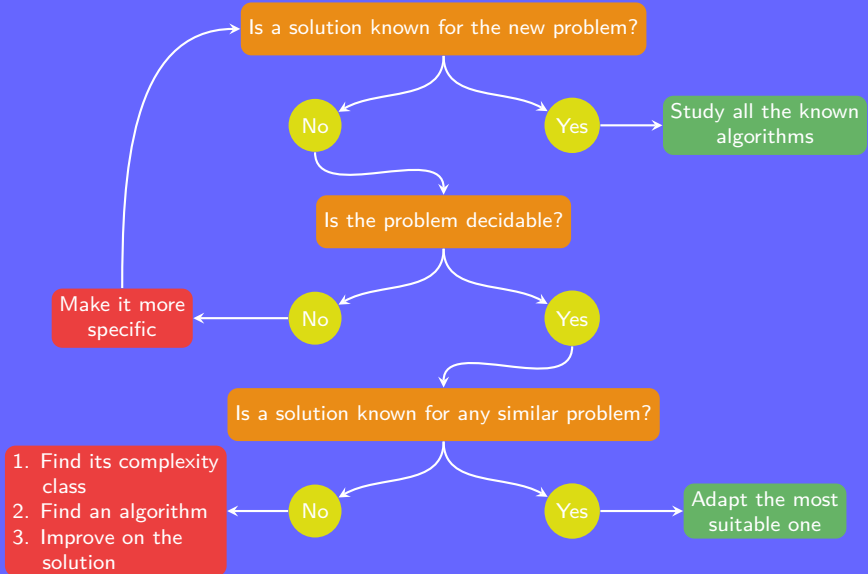 Is a solution known for the new problem?
No
Yes
Study all the known
algorithms
Is the problem decidable?
Make it more
specific
No
Yes
Is a solution known for any similar problem?
1. Find its complexity
class
2. Find an algorithm
3. Improve on the
solution
No
Yes
Adapt the most
suitable one